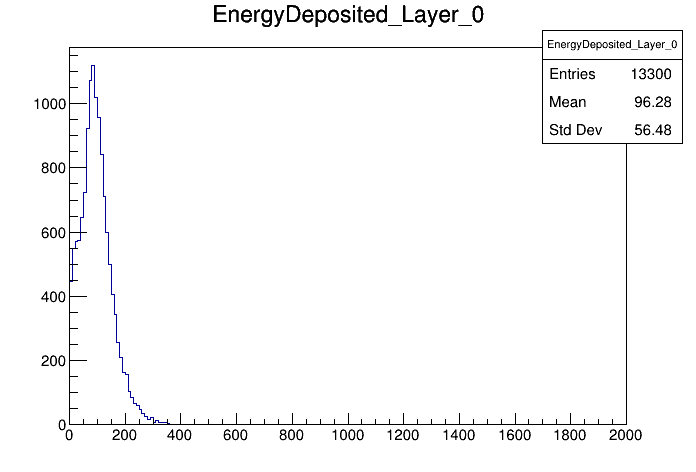 EnergyDeposited_Layer_0
EnergyDeposited_Layer_0
Entries 13300
Mean 96.28
Std Dev 56.48
1000
800
600
400
200
0
0 200 400 600 800 1000 1200 1400 1600 1800 2000